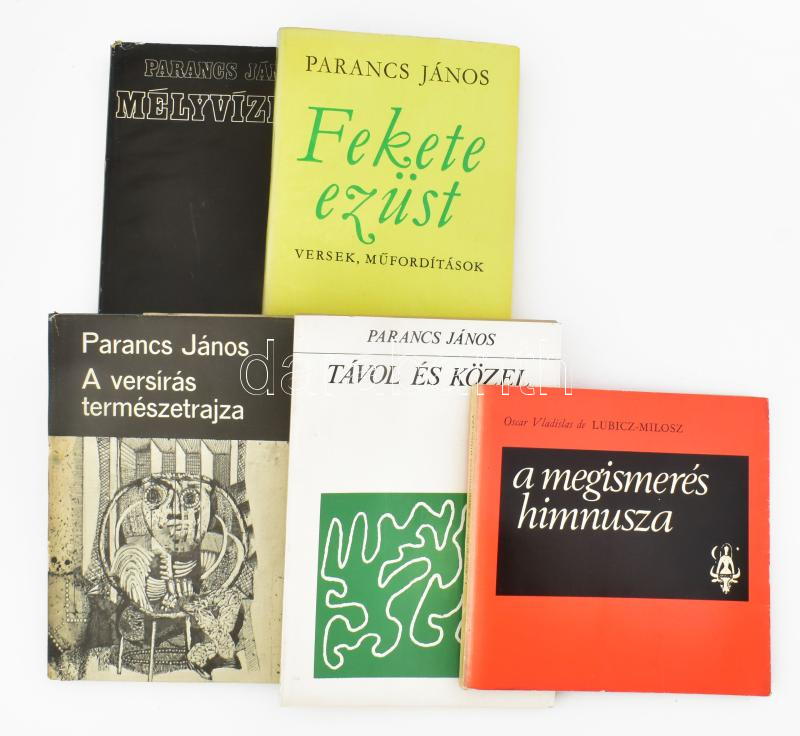 PARANCS
MÉLYVÍZ
PARANCS JÁNOS
Fekete
ezüst
VERSEK, MŰFORDÍTÁSOK
Parancs János
A versírás
természetrajza
PARANCS JÁNOS
TÁVOL ÉS KÖZEL
Oscar Vladislas de LUBICZ-MILOSZ
a megismerés
himnusza